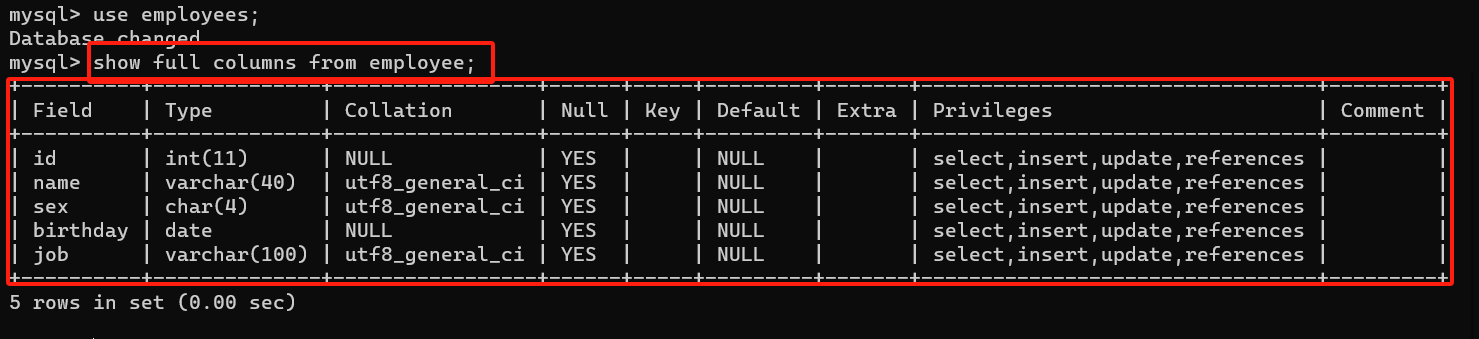 mysql> use employees;
Database changed
mysql> show full columns from employee;
+----------+--------------+-----------------+------+-----+---------+-------+---------------------------------+---------+
| Field    | Type         | Collation       | Null | Key | Default | Extra | Privileges                      | Comment |
+----------+--------------+-----------------+------+-----+---------+-------+---------------------------------+---------+
| id       | int(11)      | NULL            | YES  |     | NULL    |       | select,insert,update,references |         |
| name     | varchar(40)  | utf8_general_ci | YES  |     | NULL    |       | select,insert,update,references |         |
| sex      | char(4)      | utf8_general_ci | YES  |     | NULL    |       | select,insert,update,references |         |
| birthday | date         | NULL            | YES  |     | NULL    |       | select,insert,update,references |         |
| job      | varchar(100) | utf8_general_ci | YES  |     | NULL    |       | select,insert,update,references |         |
+----------+--------------+-----------------+------+-----+---------+-------+---------------------------------+---------+
5 rows in set (0.00 sec)